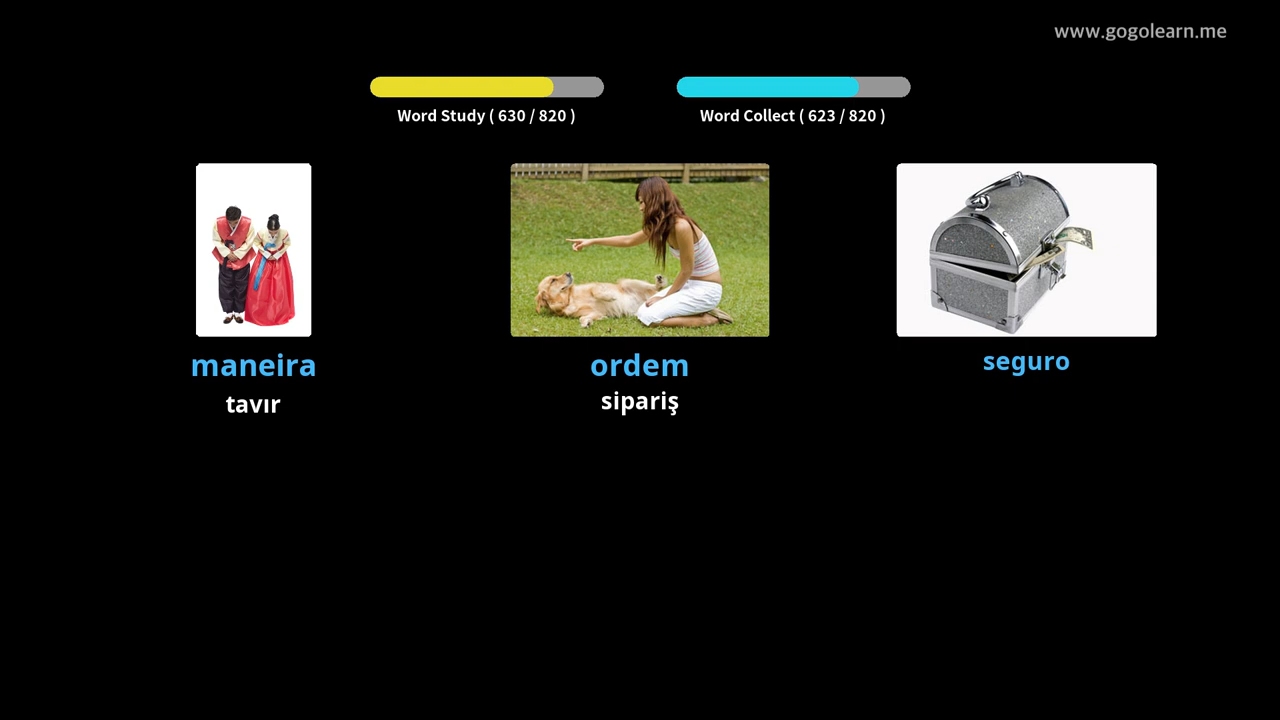 www.gogolearn.me
Word Study ( 630 / 820 )
Word Collect ( 623 / 820 )
maneira
tavır
ordem
sipariş
seguro